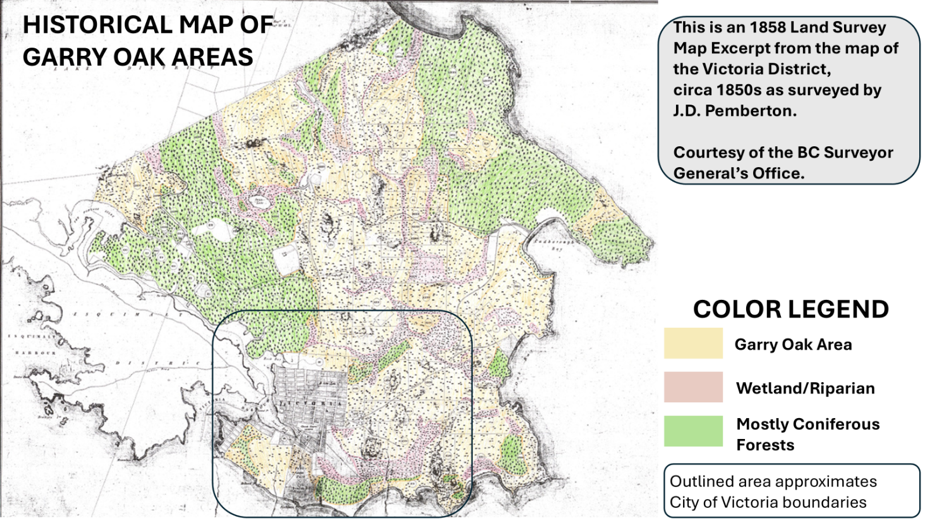 HISTORICAL MAP OF
GARRY OAK AREAS
This is an 1858 Land Survey
Map Excerpt from the map of
the Victoria District,
circa 1850s as surveyed by
J.D. Pemberton.
Courtesy of the BC Surveyor
General's Office.
COLOR LEGEND
Garry Oak Area
Wetland/Riparian
Mostly Coniferous
Forests
Outlined area approximates
City of Victoria boundaries